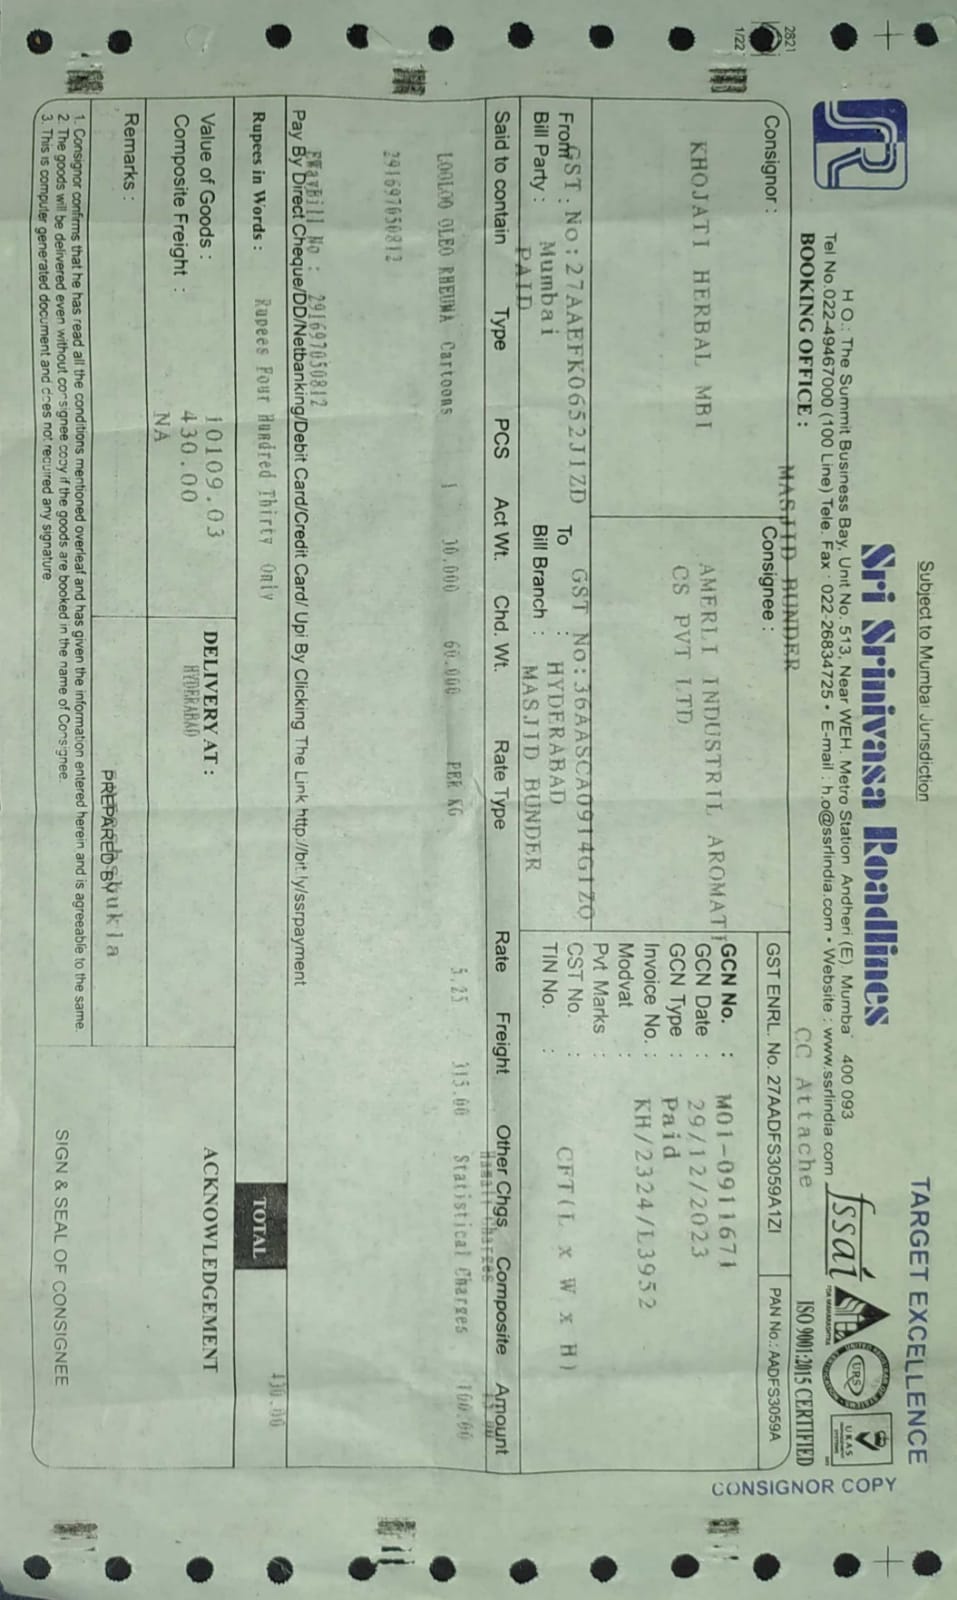 Subject to Mumbai Jurisdiction
TARGET EXCELLENCE
Sri Srinivasa Roadlines
CC Attache
H O.: The Summit Business Bay, Unit No. 513, Near WEH. Metro Station Andheri (E). Mumba 400 093
Tel No.022-49467000 (100 Line) Tele. Fax : 022-26834725 • E-mail : h.o@ssrlindia.com • Website : www.ssrlindia com
fssai
URS
UKAS
2821
1/22
BOOKING OFFICE :
MASJID BUNDER
ISO 9001:2015 CERTIFIED
CONSIGNOR COPY
Consignor :
KHOJATI HERBAL MBI
Consignee :
AMERLI INDUSTRIL AROMATI
CS PVT LTD
GST ENRL. No. 27AADFS3059A1ZI
PAN No.: AADFS3059A
GCN No. : M01-0911671
GCN Date : 29/12/2023
GCN Type : Paid
Invoice No. : KH/2324/L3952
Modvat :
Pvt Marks :
CST No. : CFT(L x W x H)
TIN No. :
GST.No:27AAEFK0652J1ZD GST No:36AASCA0914G1ZO
From Mumbai To : HYDERABAD
Bill Party : PAID Bill Branch : MASJID BUNDER
Said to contain Type PCS Act Wt. Chd. Wt. Rate Type Rate Freight Other Chgs Composite Amount
Hamali Charges 15.00
LOOLOO OLEO RHEUMA Cartoons 1 30.000 60.000 PER KG 5.25 315.00 Statistical Charges 100.00
291697050812
EWayBill No : 291697050812
Pay By Direct Cheque/DD/Netbanking/Debit Card/Credit Card/ Upi By Clicking The Link http://bit.ly/ssrpayment
Rupees in Words : Rupees Four Hundred Thirty Only
TOTAL
430.00
Value of Goods : 10109.03
Composite Freight : 430.00
NA
DELIVERY AT :
HYDERABAD
ACKNOWLEDGEMENT
Remarks :
PREPARED BY
SIGN & SEAL OF CONSIGNEE
1. Consignor confirms that he has read all the conditions mentioned overleaf and has given the information entered herein and is agreeable to the same.
2. The goods will be delivered even without consignee copy if the goods are booked in the name of Consignee.
3. This is computer generated document and does not required any signature.